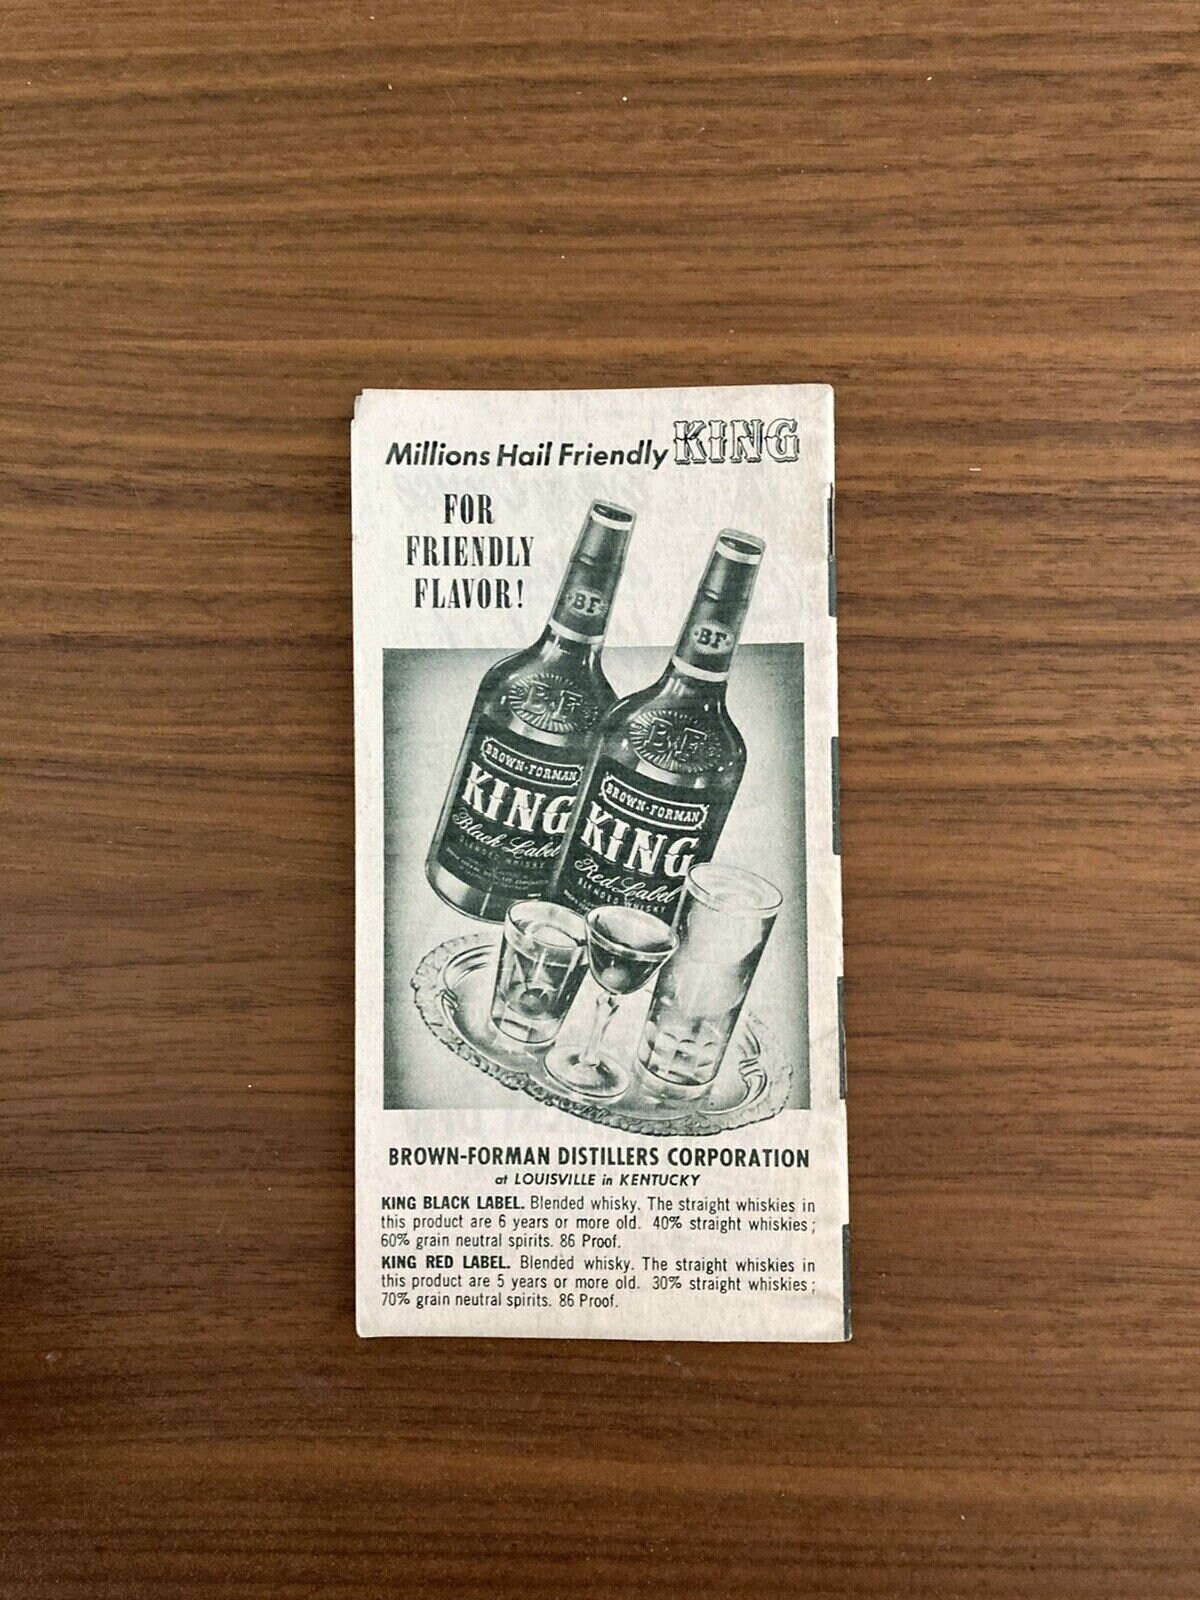 Millions Hail Friendly KING
FOR
FRIENDLY
FLAVOR!
BF
BF
B F
B F
BROWN-FORMAN
KING
Black Label
BLENDED WHISKY
BROWN-FORMAN
KING
Red Label
BLENDED WHISKY
BROWN-FORMAN DISTILLERS CORPORATION
at LOUISVILLE in KENTUCKY
KING BLACK LABEL. Blended whisky. The straight whiskies in
this product are 6 years or more old. 40% straight whiskies;
60% grain neutral spirits. 86 Proof.
KING RED LABEL. Blended whisky. The straight whiskies in
this product are 5 years or more old. 30% straight whiskies;
70% grain neutral spirits. 86 Proof.